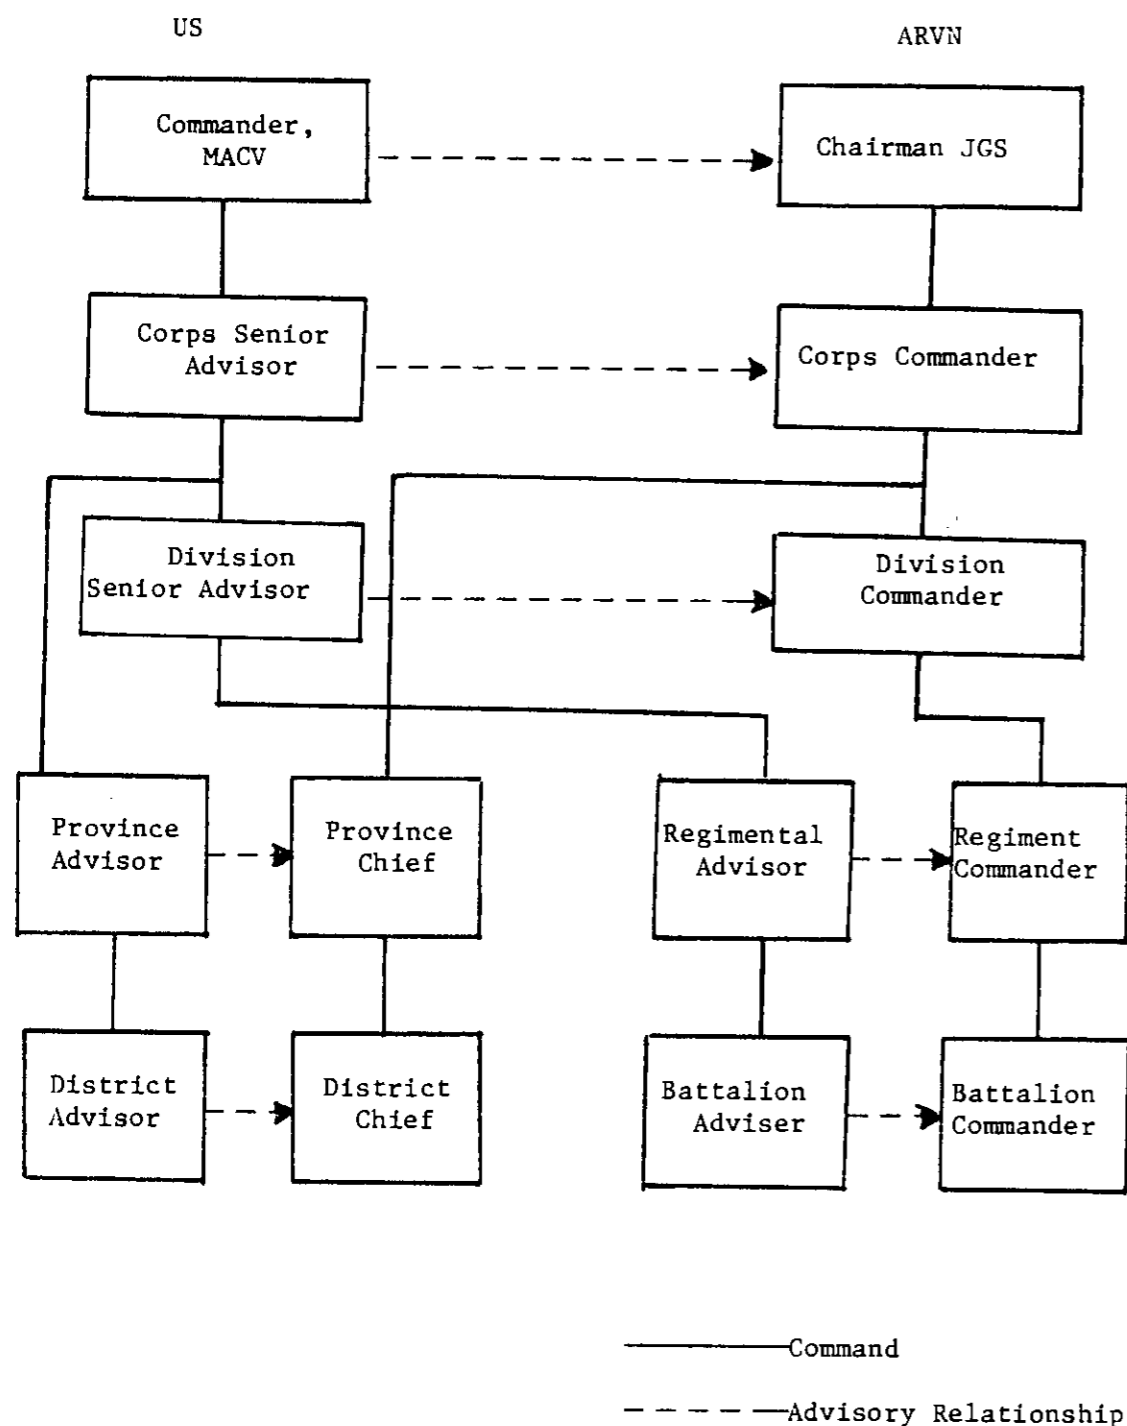 US
ARVN
Commander,
MACV
Chairman JGS
Corps Senior
Advisor
Corps Commander
Division
Senior Advisor
Division
Commander
Province
Advisor
Province
Chief
Regimental
Advisor
Regiment
Commander
District
Advisor
District
Chief
Battalion
Adviser
Battalion
Commander
Command
Advisory Relationship